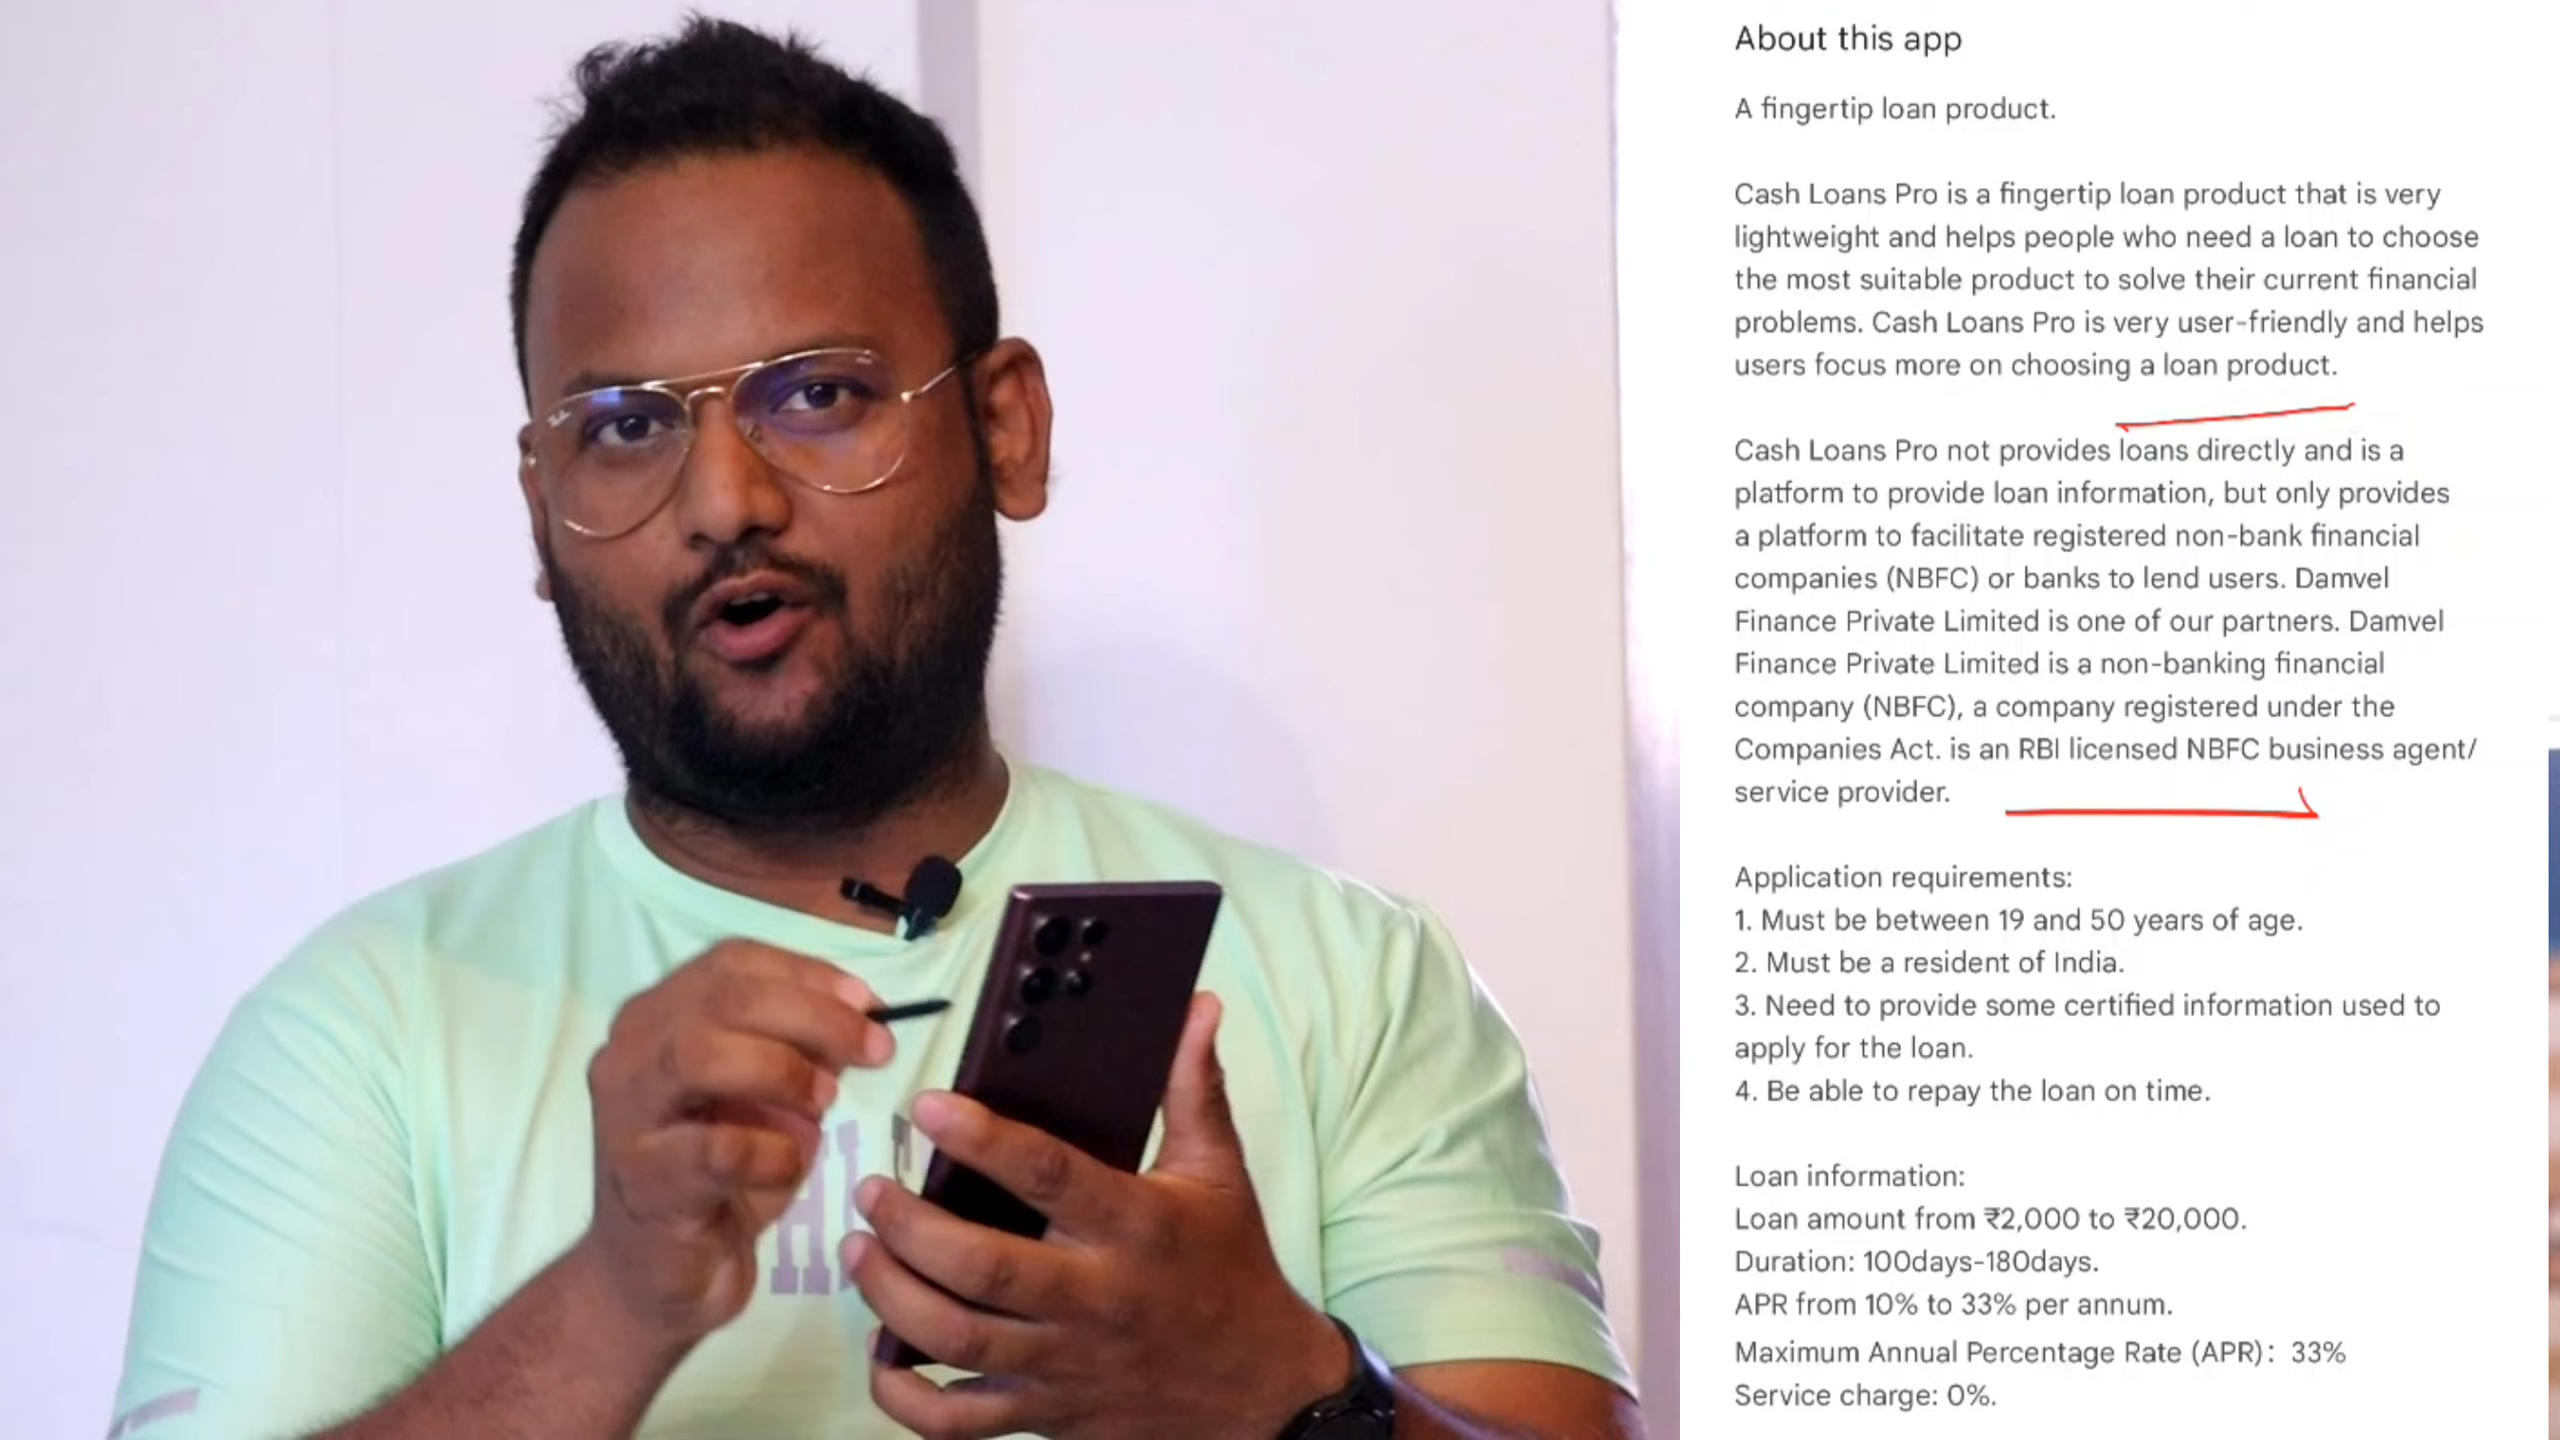 About this app
A fingertip loan product.
Cash Loans Pro is a fingertip loan product that is very
lightweight and helps people who need a loan to choose
the most suitable product to solve their current financial
problems. Cash Loans Pro is very user-friendly and helps
users focus more on choosing a loan product.
Cash Loans Pro not provides loans directly and is a
platform to provide loan information, but only provides
a platform to facilitate registered non-bank financial
companies (NBFC) or banks to lend users. Damvel
Finance Private Limited is one of our partners. Damvel
Finance Private Limited is a non-banking financial
company (NBFC), a company registered under the
Companies Act. is an RBI licensed NBFC business agent/
service provider.
Application requirements:
1. Must be between 19 and 50 years of age.
2. Must be a resident of India.
3. Need to provide some certified information used to
apply for the loan.
4. Be able to repay the loan on time.
Loan information:
Loan amount from ₹2,000 to ₹20,000.
Duration: 100days-180days.
APR from 10% to 33% per annum.
Maximum Annual Percentage Rate (APR): 33%
Service charge: 0%.